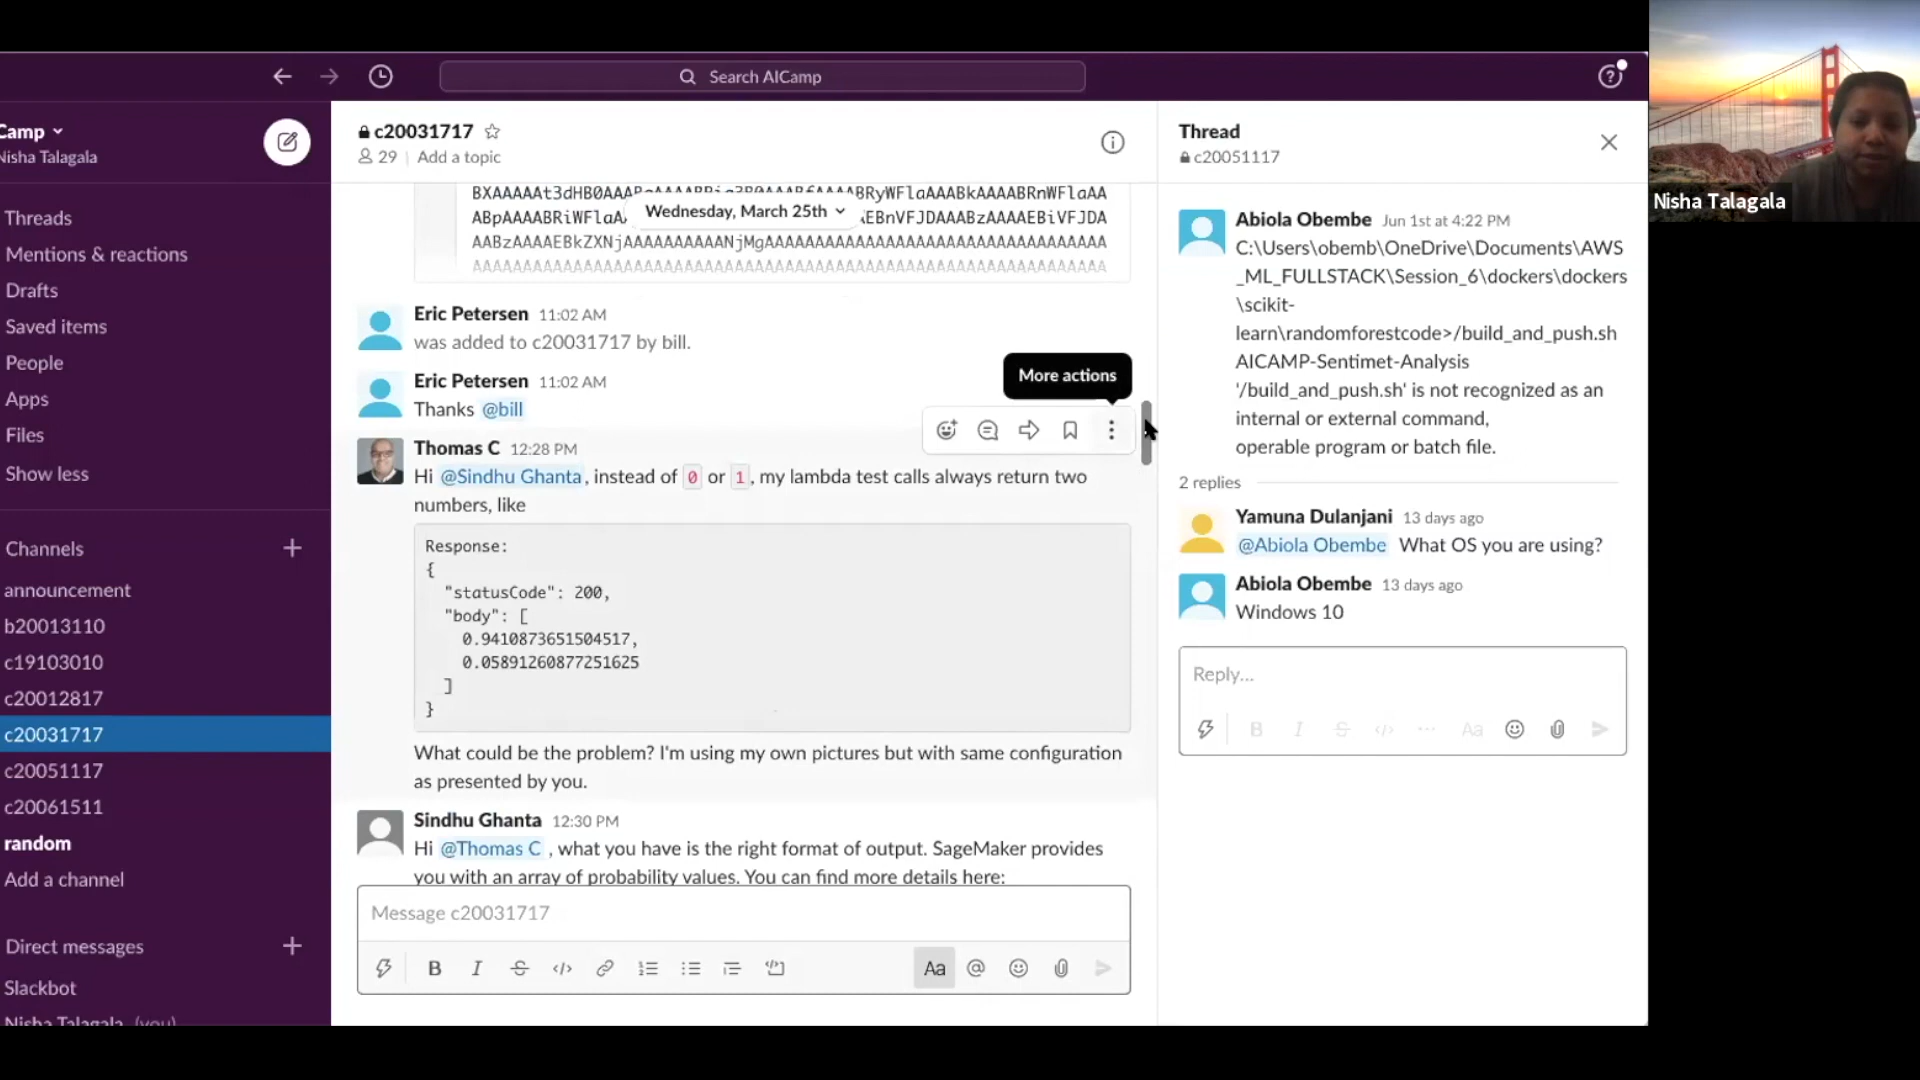 Search AICamp
Camp
Nisha Talagala
Threads
Mentions & reactions
Drafts
Saved items
People
Apps
Files
Show less
Channels
announcement
b20013110
c19103010
c20012817
c20031717
c20051117
c20061511
random
Add a channel
Direct messages
Slackbot
Nisha Talagala (you)
c20031717
29 | Add a topic
Wednesday, March 25th
Eric Petersen 11:02 AM
was added to c20031717 by bill.
Eric Petersen 11:02 AM
Thanks @bill
More actions
Thomas C 12:28 PM
Hi @Sindhu Ghanta, instead of 0 or 1, my lambda test calls always return two
numbers, like
Response:
{
"statusCode": 200,
"body": [
0.9410873651504517,
0.05891260877251625
]
}
What could be the problem? I'm using my own pictures but with same configuration
as presented by you.
Sindhu Ghanta 12:30 PM
Hi @Thomas C , what you have is the right format of output. SageMaker provides
you with an array of probability values. You can find more details here:
Message c20031717
Thread
c20051117
Abiola Obembe Jun 1st at 4:22 PM
C:\Users\obemb\OneDrive\Documents\AWS
_ML_FULLSTACK\Session_6\dockers\dockers
\scikit-
learn\randomforestcode>/build_and_push.sh
AICAMP-Sentimet-Analysis
'/build_and_push.sh' is not recognized as an
internal or external command,
operable program or batch file.
2 replies
Yamuna Dulanjani 13 days ago
@Abiola Obembe What OS you are using?
Abiola Obembe 13 days ago
Windows 10
Reply...
Nisha Talagala